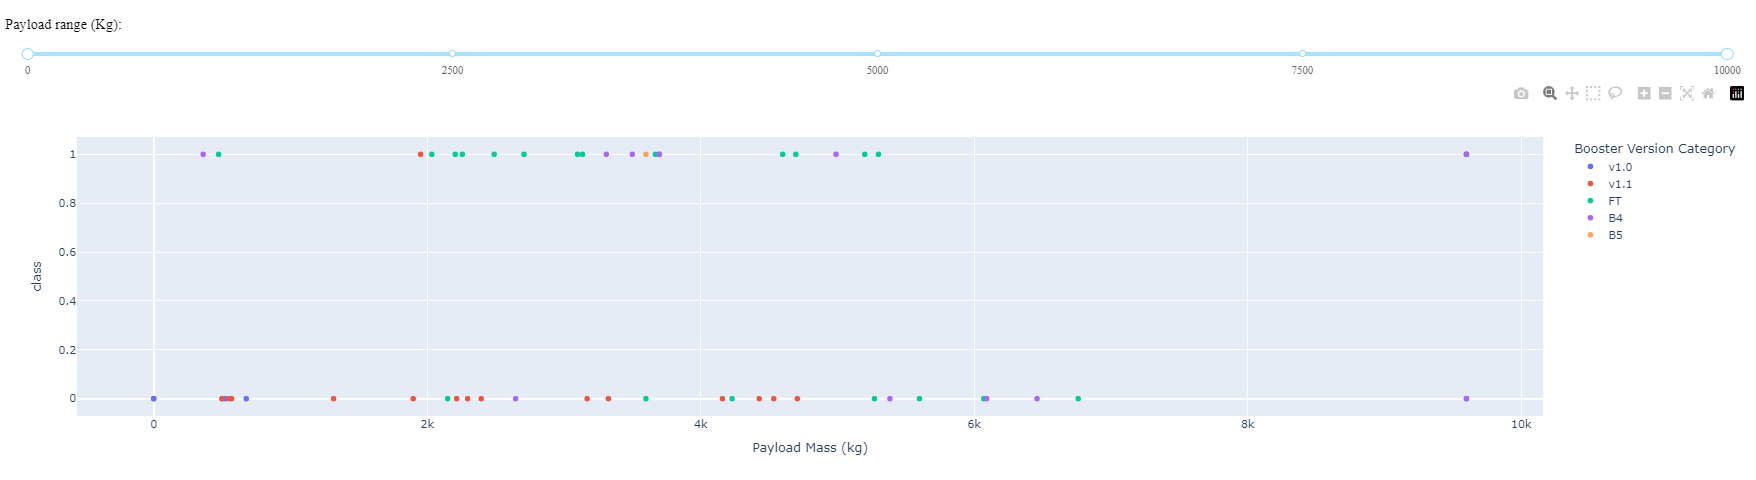 Payload range (Kg):
0 2500 5000 7500 10000
Booster Version Category
v1.0
v1.1
FT
B4
B5
1
0.8
0.6
0.4
0.2
0
class
0 2k 4k 6k 8k 10k
Payload Mass (kg)